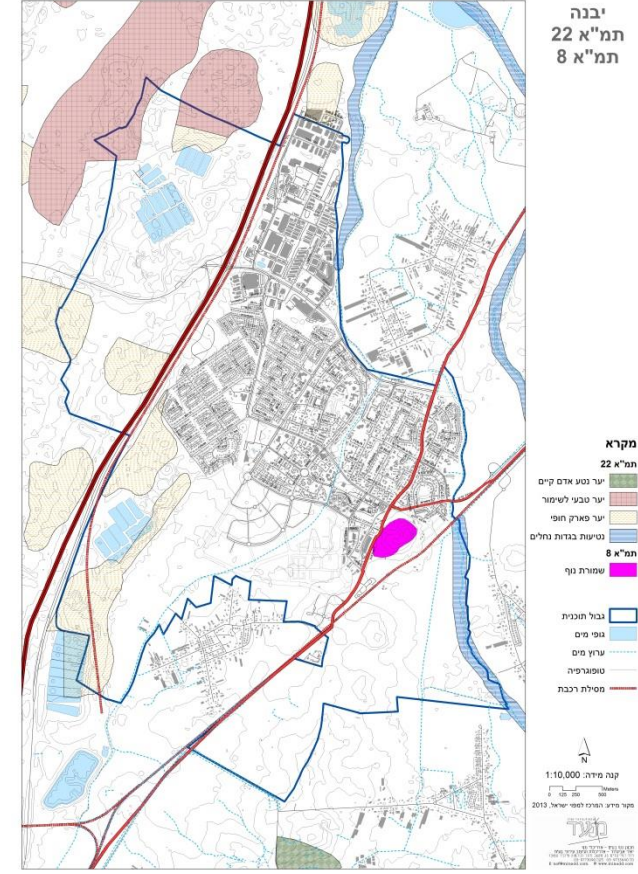 יבנה
תמ"א 22
תמ"א 8
מקרא
תמ"א 22
יער נטע אדם קיים
יער טבעי לשימור
יער פארק חופי
נטיעות בגדות נחלים
תמ"א 8
שמורת נוף
גבול תוכנית
גופי מים
ערוץ מים
טופוגרפיה
מסילת רכבת
N
קנה מידה: 1:10,000
Meters
0 125 250 500
מקור מידע: המרכז למפוי ישראל, 2013